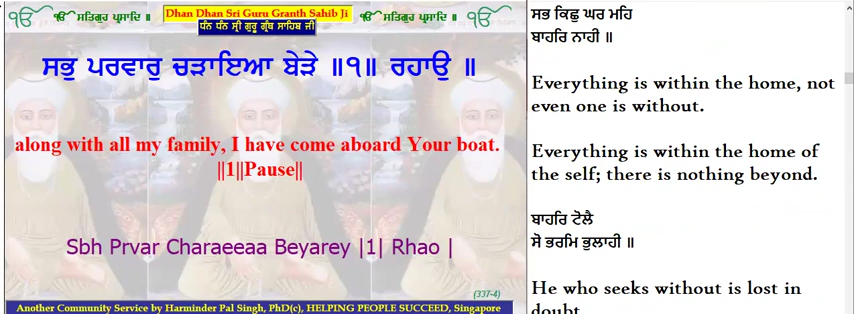 ੴ ਸਤਿਗੁਰ ਪ੍ਰਸਾਦਿ ॥
Dhan Dhan Sri Guru Granth Sahib Ji
ਧੰਨ ਧੰਨ ਸ੍ਰੀ ਗੁਰੂ ਗ੍ਰੰਥ ਸਾਹਿਬ ਜੀ
ੴ ਸਤਿਗੁਰ ਪ੍ਰਸਾਦਿ ॥
ਸਭੁ ਪਰਵਾਰੁ ਚੜਾਇਆ ਬੇੜੇ ॥੧॥ ਰਹਾਉ ॥
along with all my family, I have come aboard Your boat.
||1||Pause||
Sbh Prvar Charaeeaa Beyarey |1| Rhao |
(337-4)
Another Community Service by Harminder Pal Singh, PhD(c), HELPING PEOPLE SUCCEED, Singapore
ਸਭ ਕਿਛੁ ਘਰ ਮਹਿ
ਬਾਹਰਿ ਨਾਹੀ ॥
Everything is within the home, not
even one is without.
Everything is within the home of
the self; there is nothing beyond.
ਬਾਹਰਿ ਟੋਲੈ
ਸੋ ਭਰਮਿ ਭੁਲਾਹੀ ॥
He who seeks without is lost in
doubt